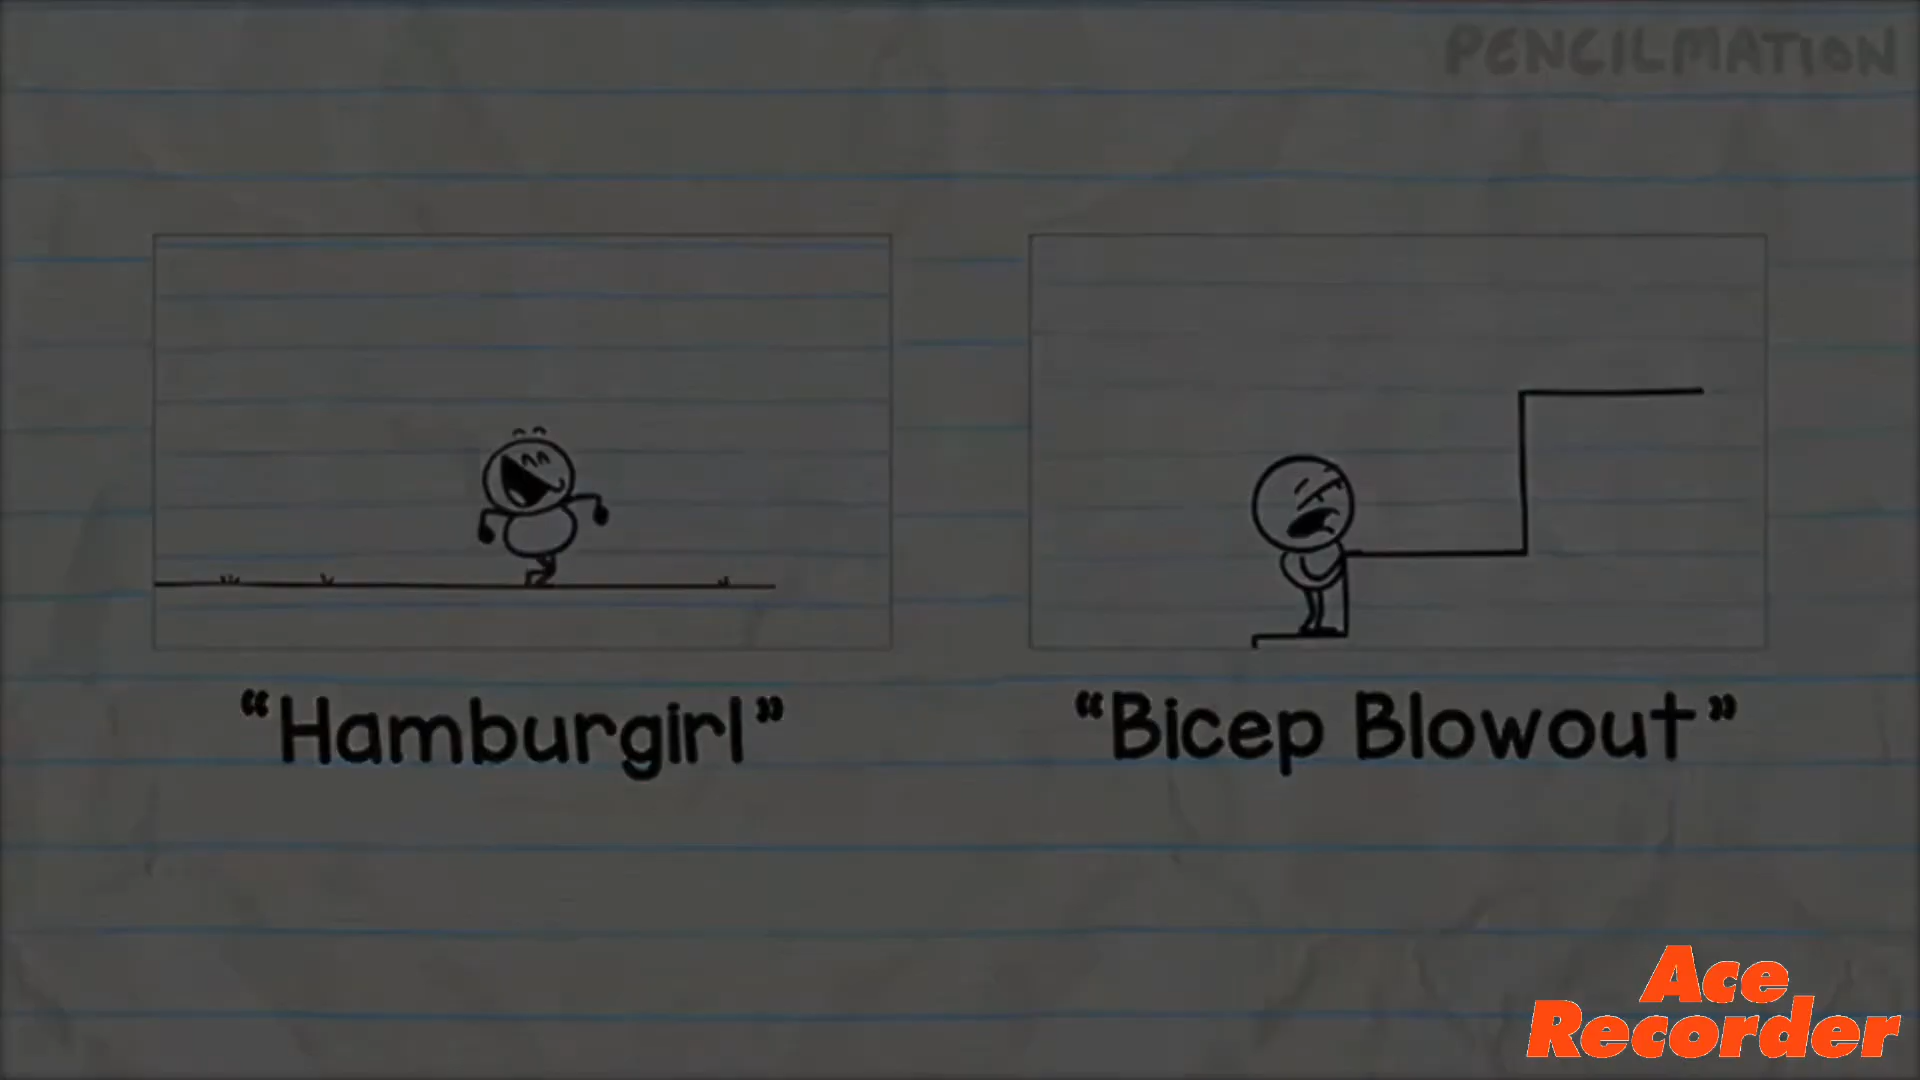 PENCILMATION
“Hamburgirl”
“Bicep Blowout”
Ace
Recorder